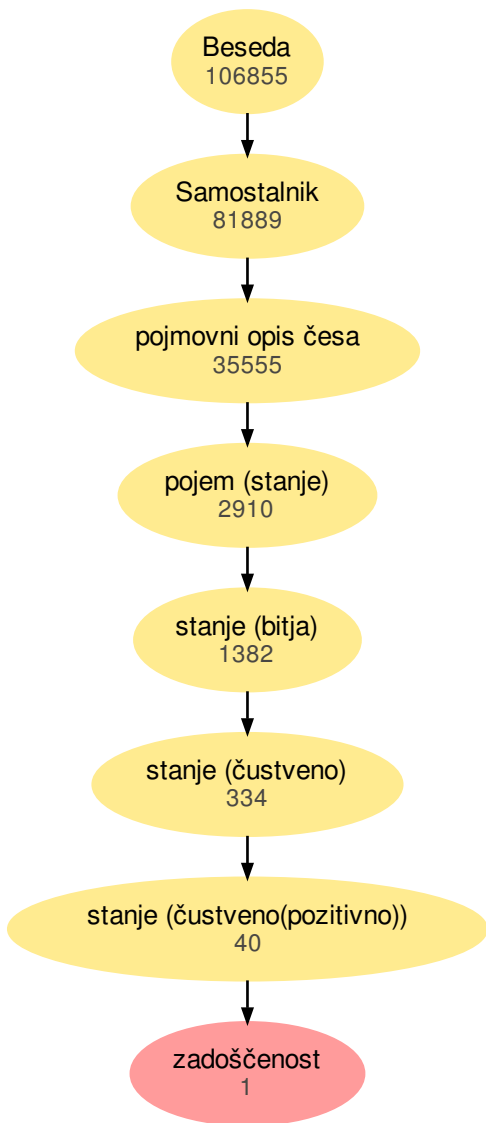 Beseda
106855
Samostalnik
81889
pojmovni opis česa
35555
pojem (stanje)
2910
stanje (bitja)
1382
stanje (čustveno)
334
stanje (čustveno(pozitivno))
40
zadoščenost
1